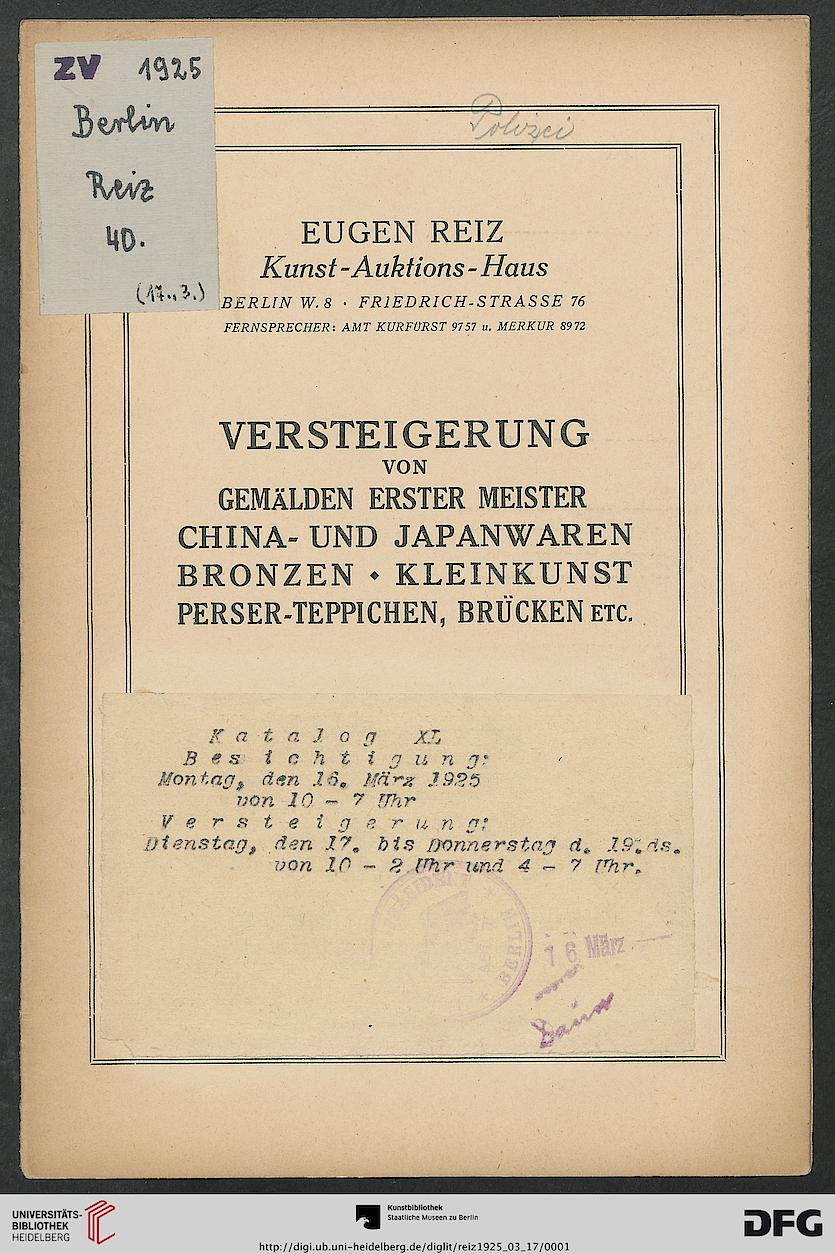 ZV 1925
Berlin
Reiz
40.
(17., 3.)
Polizei
EUGEN REIZ
Kunst-Auktions-Haus
BERLIN W. 8 · FRIEDRICH-STRASSE 76
FERNSPRECHER: AMT KURFÜRST 9757 u. MERKUR 8972
VERSTEIGERUNG
VON
GEMÄLDEN ERSTER MEISTER
CHINA- UND JAPANWAREN
BRONZEN ⬩ KLEINKUNST
PERSER-TEPPICHEN, BRÜCKEN ETC.
Katalog XL
Besichtigung:
Montag, den 16. März 1925
von 10 - 7 Uhr
Versteigerung:
Dienstag, den 17. bis Donnerstag d. 19. ds.
von 10 - 2 Uhr und 4 - 7 Uhr.
BERLIN
16 März
UNIVERSITÄTS-
BIBLIOTHEK
HEIDELBERG
Kunstbibliothek
Staatliche Museen zu Berlin
DFG
http://digi.ub.uni-heidelberg.de/diglit/reiz1925_03_17/0001